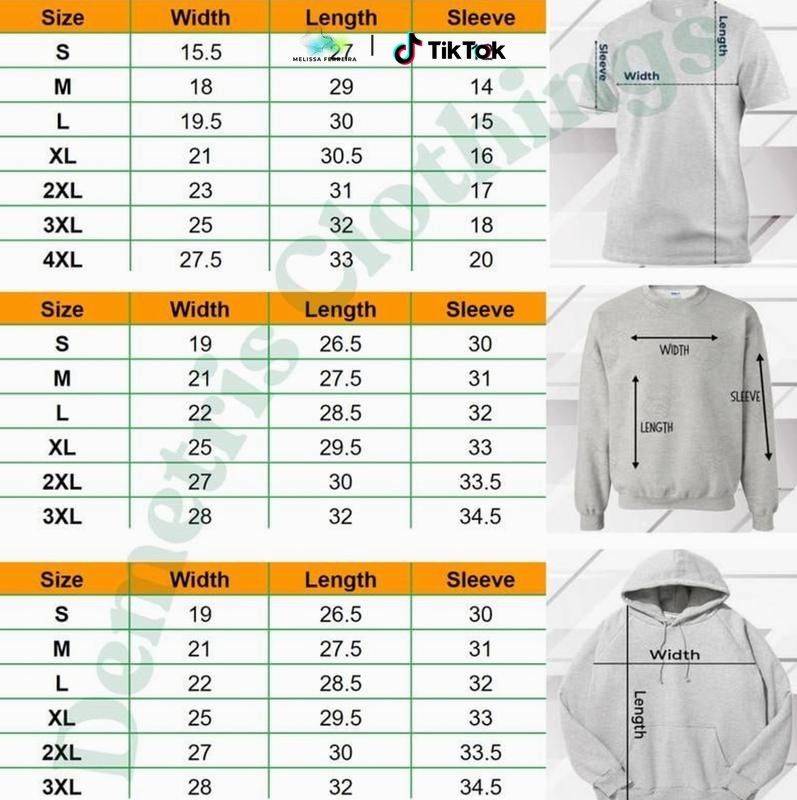 Size Width Length Sleeve
S 15.5 27
MELISSA FERREIRA | TikTok
M 18 29 14
L 19.5 30 15
XL 21 30.5 16
2XL 23 31 17
3XL 25 32 18
4XL 27.5 33 20
Sleeve
Width
Length
Size Width Length Sleeve
S 19 26.5 30
M 21 27.5 31
L 22 28.5 32
XL 25 29.5 33
2XL 27 30 33.5
3XL 28 32 34.5
WIDTH
SLEEVE
LENGTH
Size Width Length Sleeve
S 19 26.5 30
M 21 27.5 31
L 22 28.5 32
XL 25 29.5 33
2XL 27 30 33.5
3XL 28 32 34.5
Width
Length
Demetris Clothings